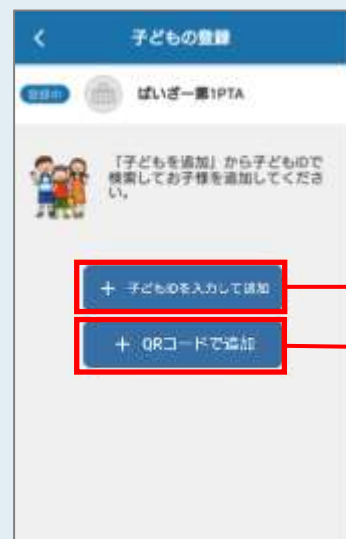 子どもの登録
登録中
ぱいざー第1PTA
「子どもを追加」から子どもIDで
検索してお子様を追加してくださ
い。
+ 子どもIDを入力して追加
+ QRコードで追加